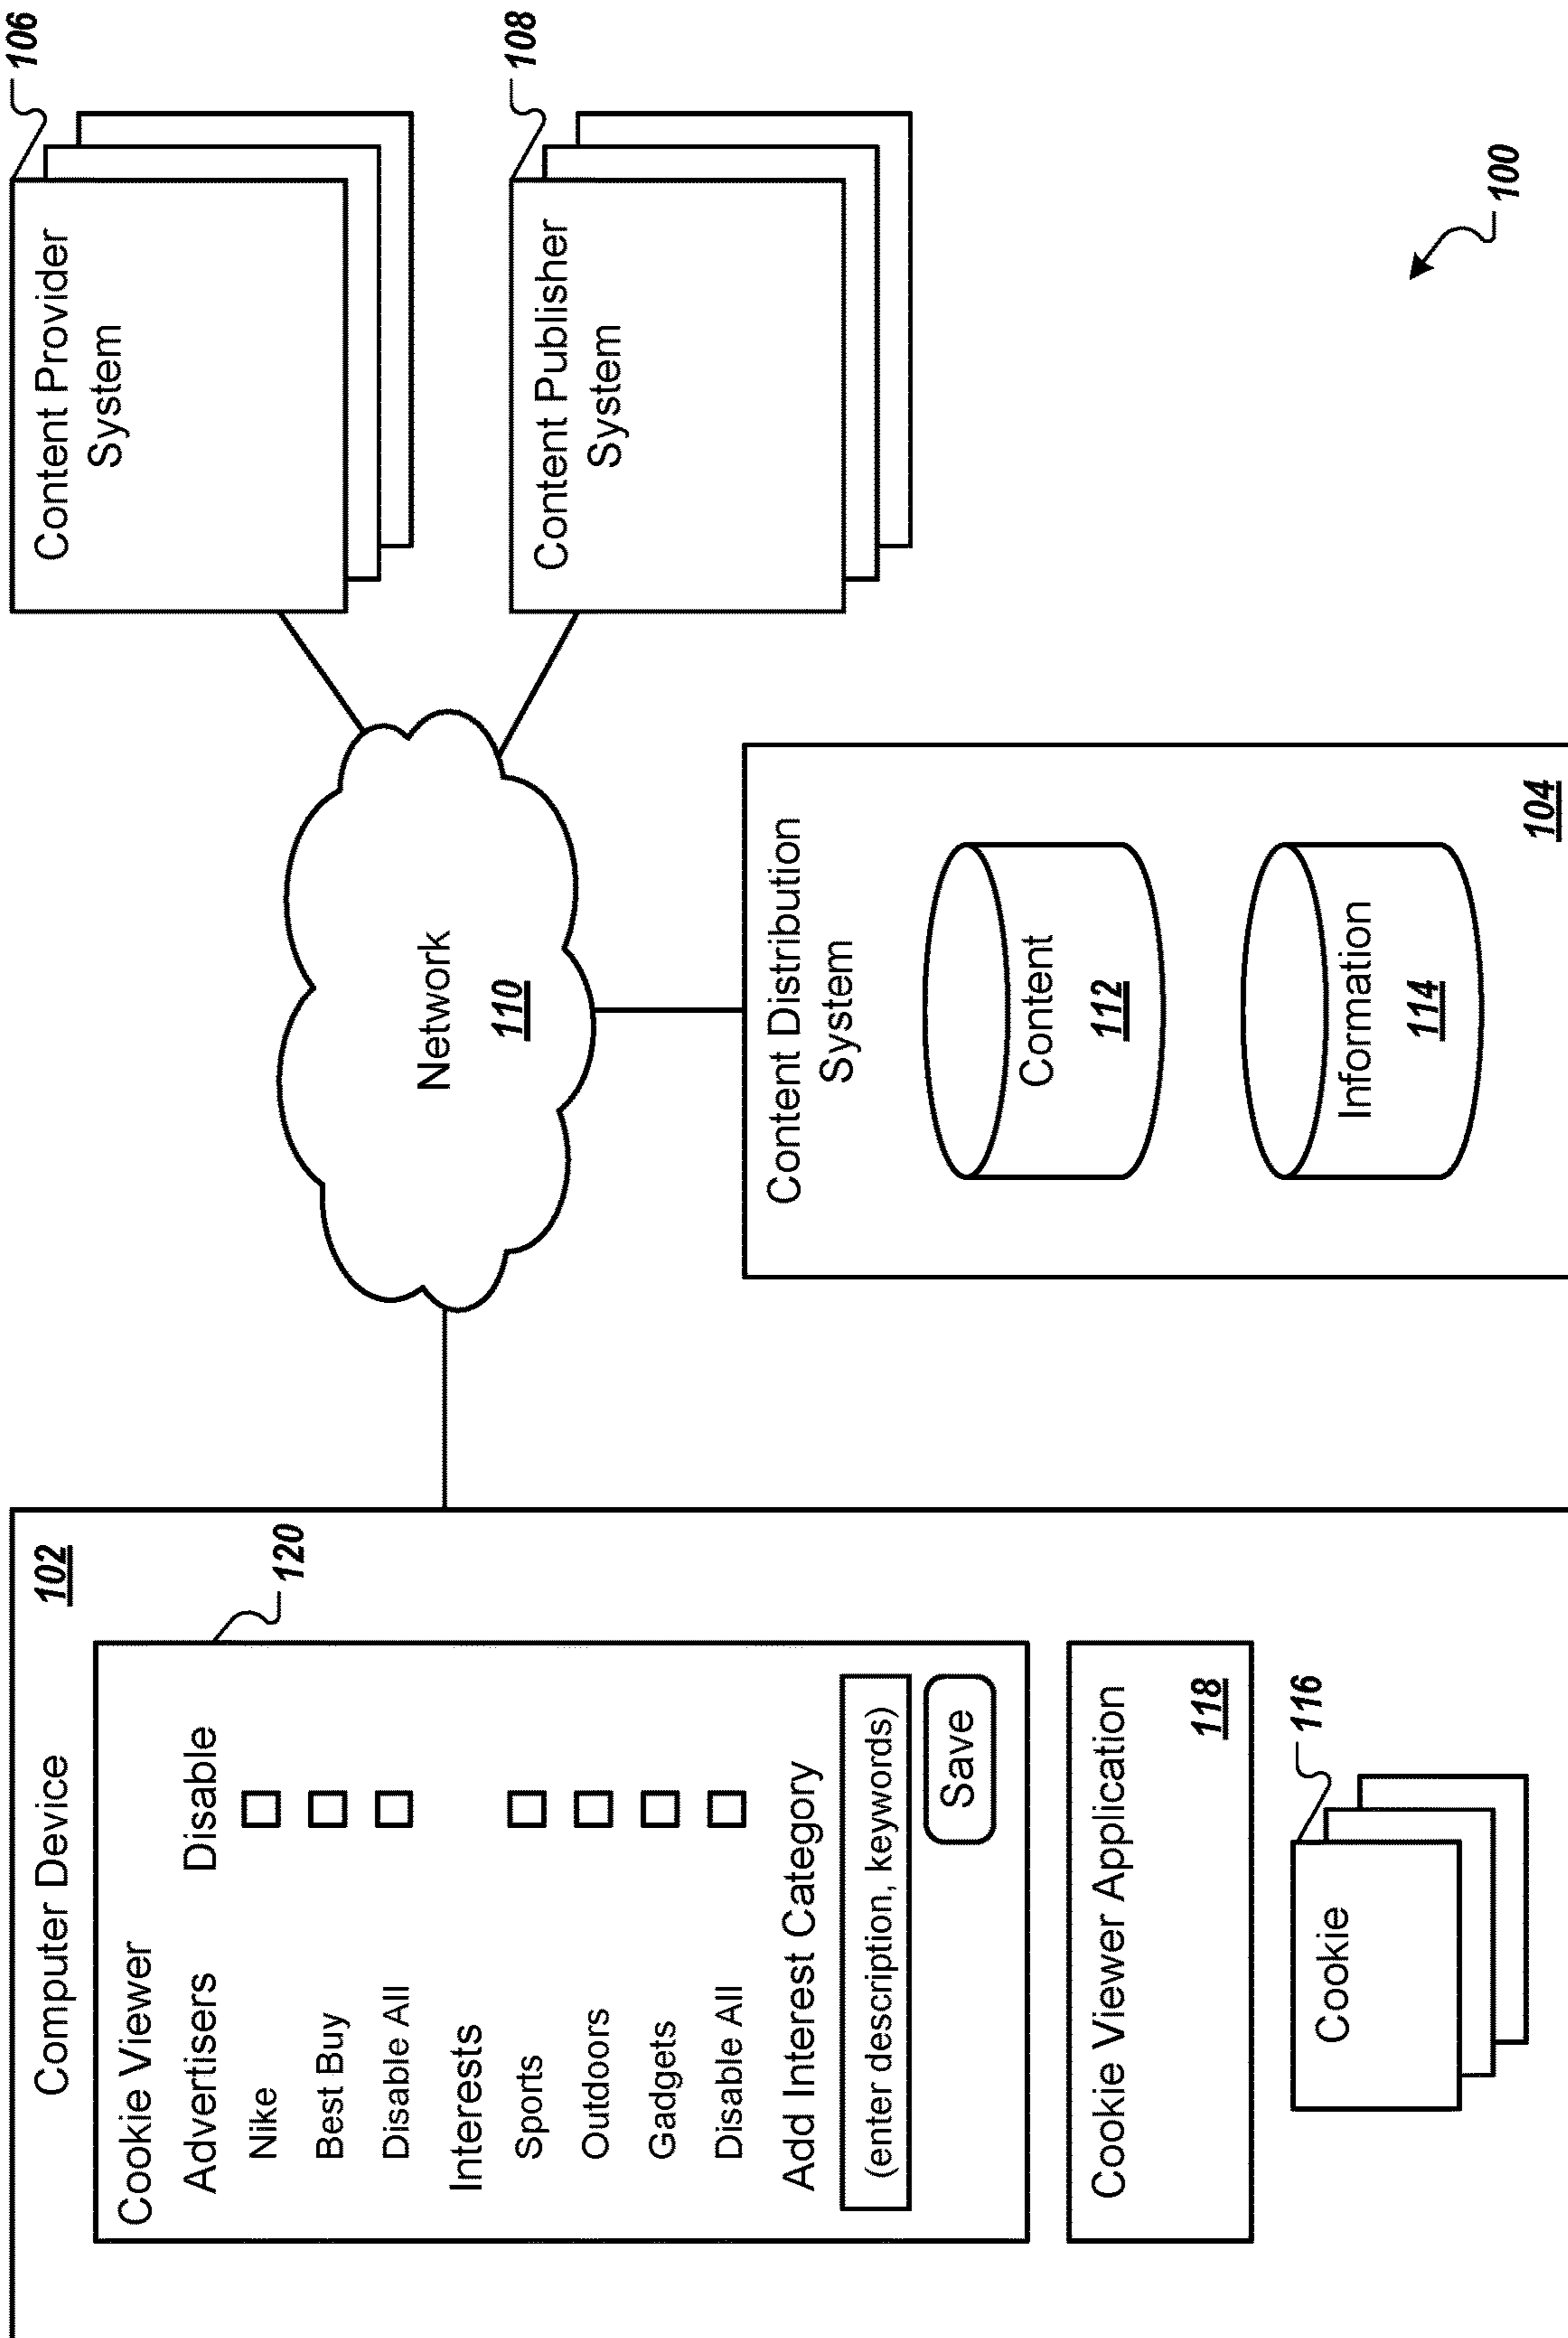 Computer Device
102
Cookie Viewer
120
Advertisers Disable
Nike
Best Buy
Disable All
Interests
Sports
Outdoors
Gadgets
Disable All
Add Interest Category
(enter description, keywords)
Save
Cookie Viewer Application
118
Cookie
116
Network
110
Content Distribution
System
Content
112
Information
114
104
Content Provider
System
106
Content Publisher
System
108
100